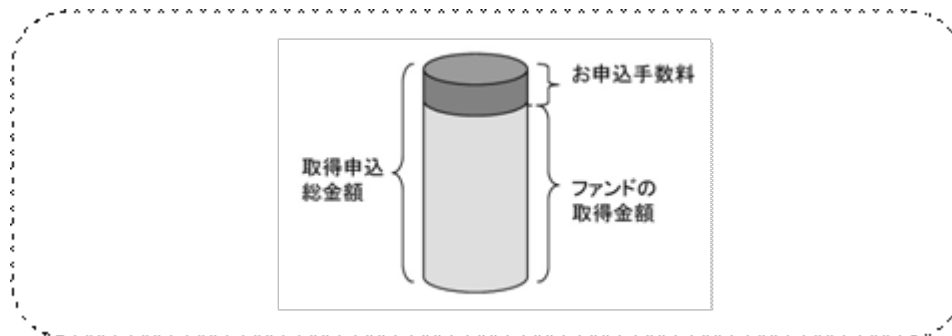 お申込手数料
取得申込
総金額
ファンドの
取得金額